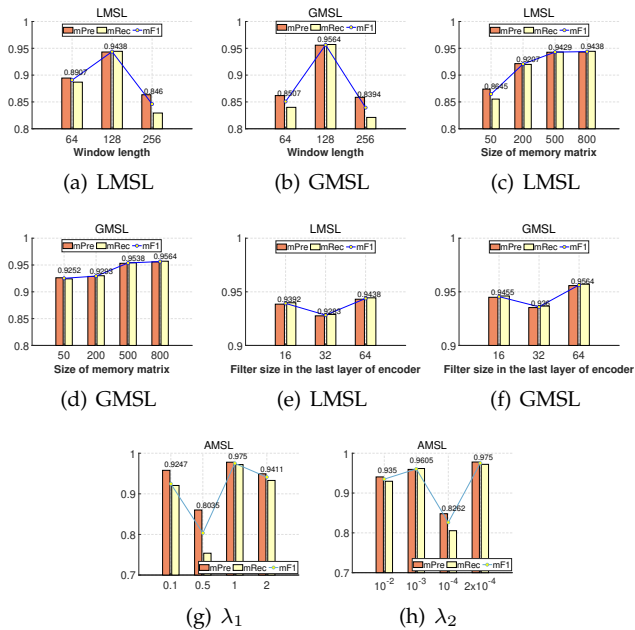 LMSL
mPre mRec mF1
1
0.95
0.9
0.85
0.8
0.8907
0.9438
0.846
64 128 256
Window length
(a) LMSL
GMSL
mPre mRec mF1
1
0.95
0.9
0.85
0.8
0.8507
0.9564
0.8394
64 128 256
Window length
(b) GMSL
LMSL
mPre mRec mF1
1
0.95
0.9
0.85
0.8
0.8645
0.9207
0.9429
0.9438
50 200 500 800
Size of memory matrix
(c) LMSL
GMSL
mPre mRec mF1
1
0.95
0.9
0.85
0.8
0.9252
0.9293
0.9538
0.9564
50 200 500 800
Size of memory matrix
(d) GMSL
LMSL
mPre mRec mF1
1
0.95
0.9
0.9392
0.9283
0.9438
16 32 64
Filter size in the last layer of encoder
(e) LMSL
GMSL
mPre mRec mF1
1
0.95
0.9
0.9455
0.9564
16 32 64
Filter size in the last layer of encoder
(f) GMSL
AMSL
1
0.9
0.8
0.7
0.9247
0.8035
0.975
0.9411
mPre mRec mF1
0.1 0.5 1 2
(g) λ₁
AMSL
1
0.9
0.8
0.7
0.935
0.9605
0.8262
0.975
mPre mRec mF1
10⁻² 10⁻³ 10⁻⁴ 2x10⁻⁴
(h) λ₂